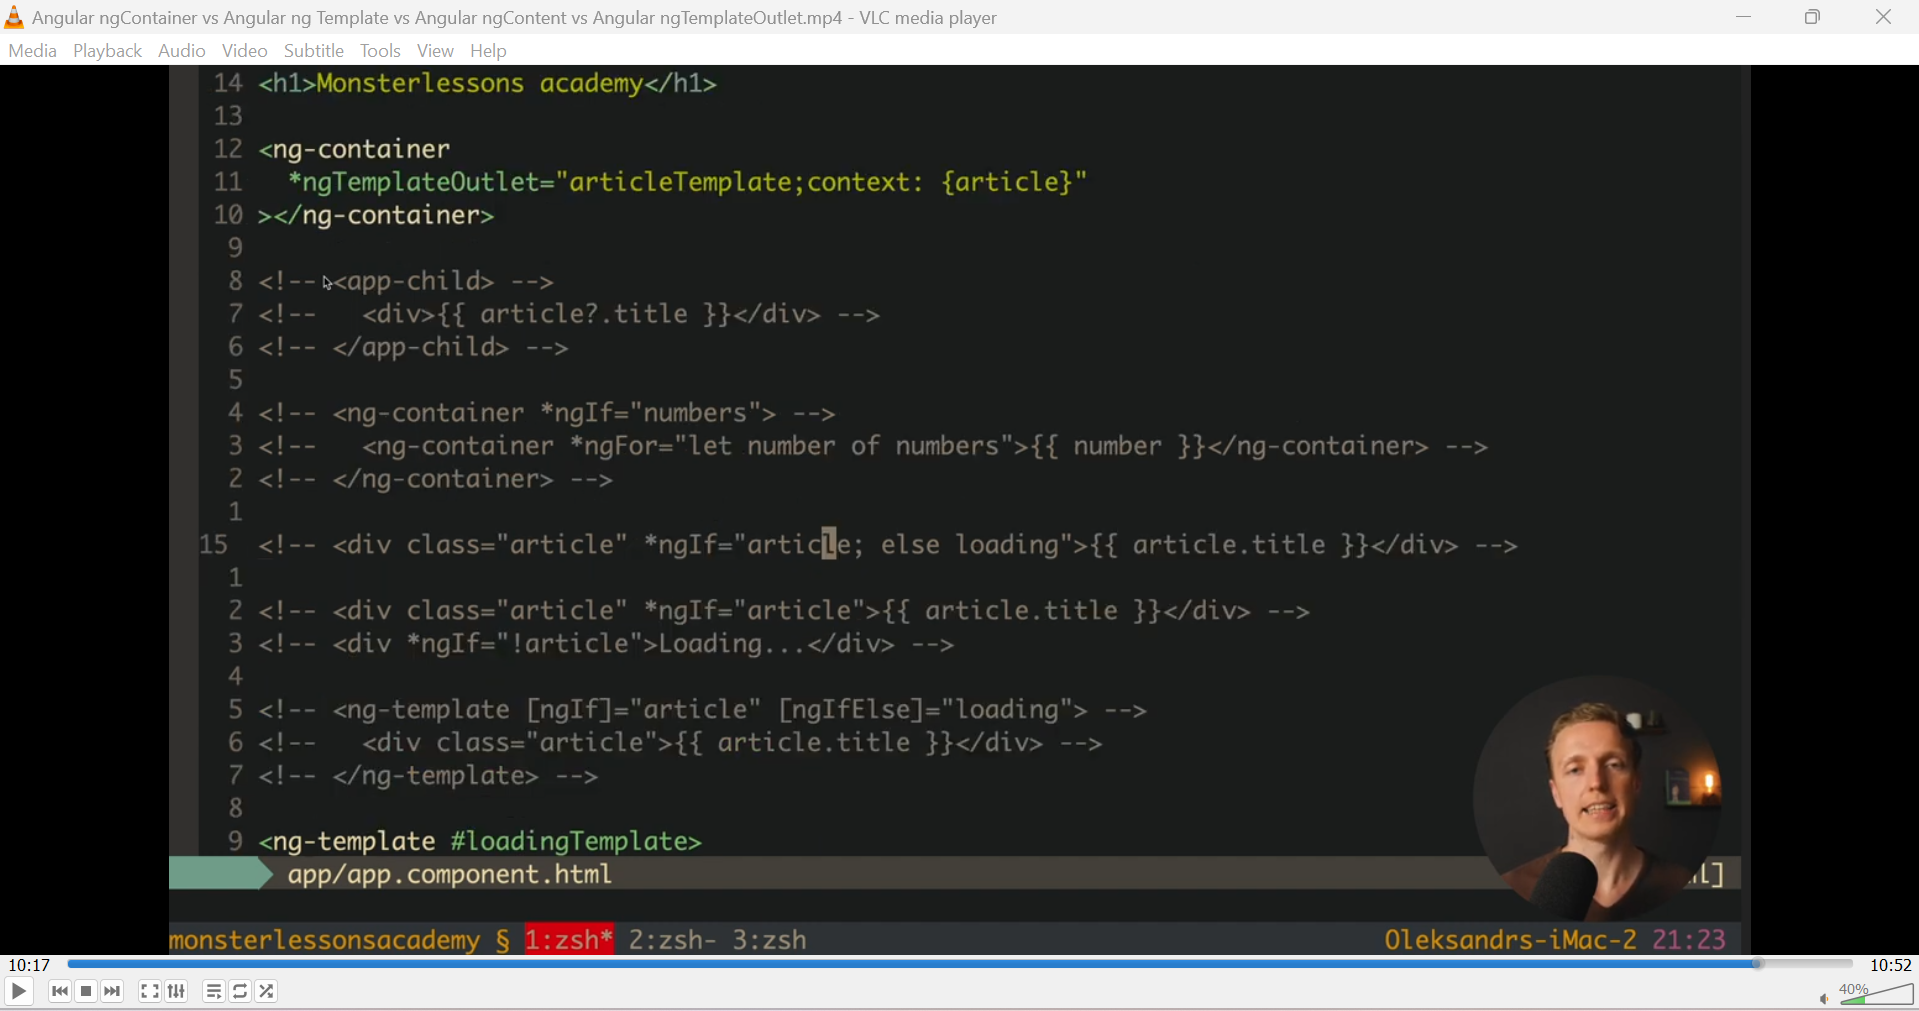 Angular ngContainer vs Angular ng Template vs Angular ngContent vs Angular ngTemplateOutlet.mp4 - VLC media player
Media Playback Audio Video Subtitle Tools View Help
14 <h1>Monsterlessons academy</h1>
13
12 <ng-container
11 *ngTemplateOutlet="articleTemplate;context: {article}"
10 ></ng-container>
9
8 <!-- <app-child> -->
7 <!-- <div>{{ article?.title }}</div> -->
6 <!-- </app-child> -->
5
4 <!-- <ng-container *ngIf="numbers"> -->
3 <!-- <ng-container *ngFor="let number of numbers">{{ number }}</ng-container> -->
2 <!-- </ng-container> -->
1
15 <!-- <div class="article" *ngIf="article; else loading">{{ article.title }}</div> -->
1
2 <!-- <div class="article" *ngIf="article">{{ article.title }}</div> -->
3 <!-- <div *ngIf="!article">Loading...</div> -->
4
5 <!-- <ng-template [ngIf]="article" [ngIfElse]="loading"> -->
6 <!-- <div class="article">{{ article.title }}</div> -->
7 <!-- </ng-template> -->
8
9 <ng-template #loadingTemplate>
app/app.component.html
monsterlessonsacademy § 1:zsh* 2:zsh- 3:zsh Oleksandrs-iMac-2 21:23
10:17 10:52
40%